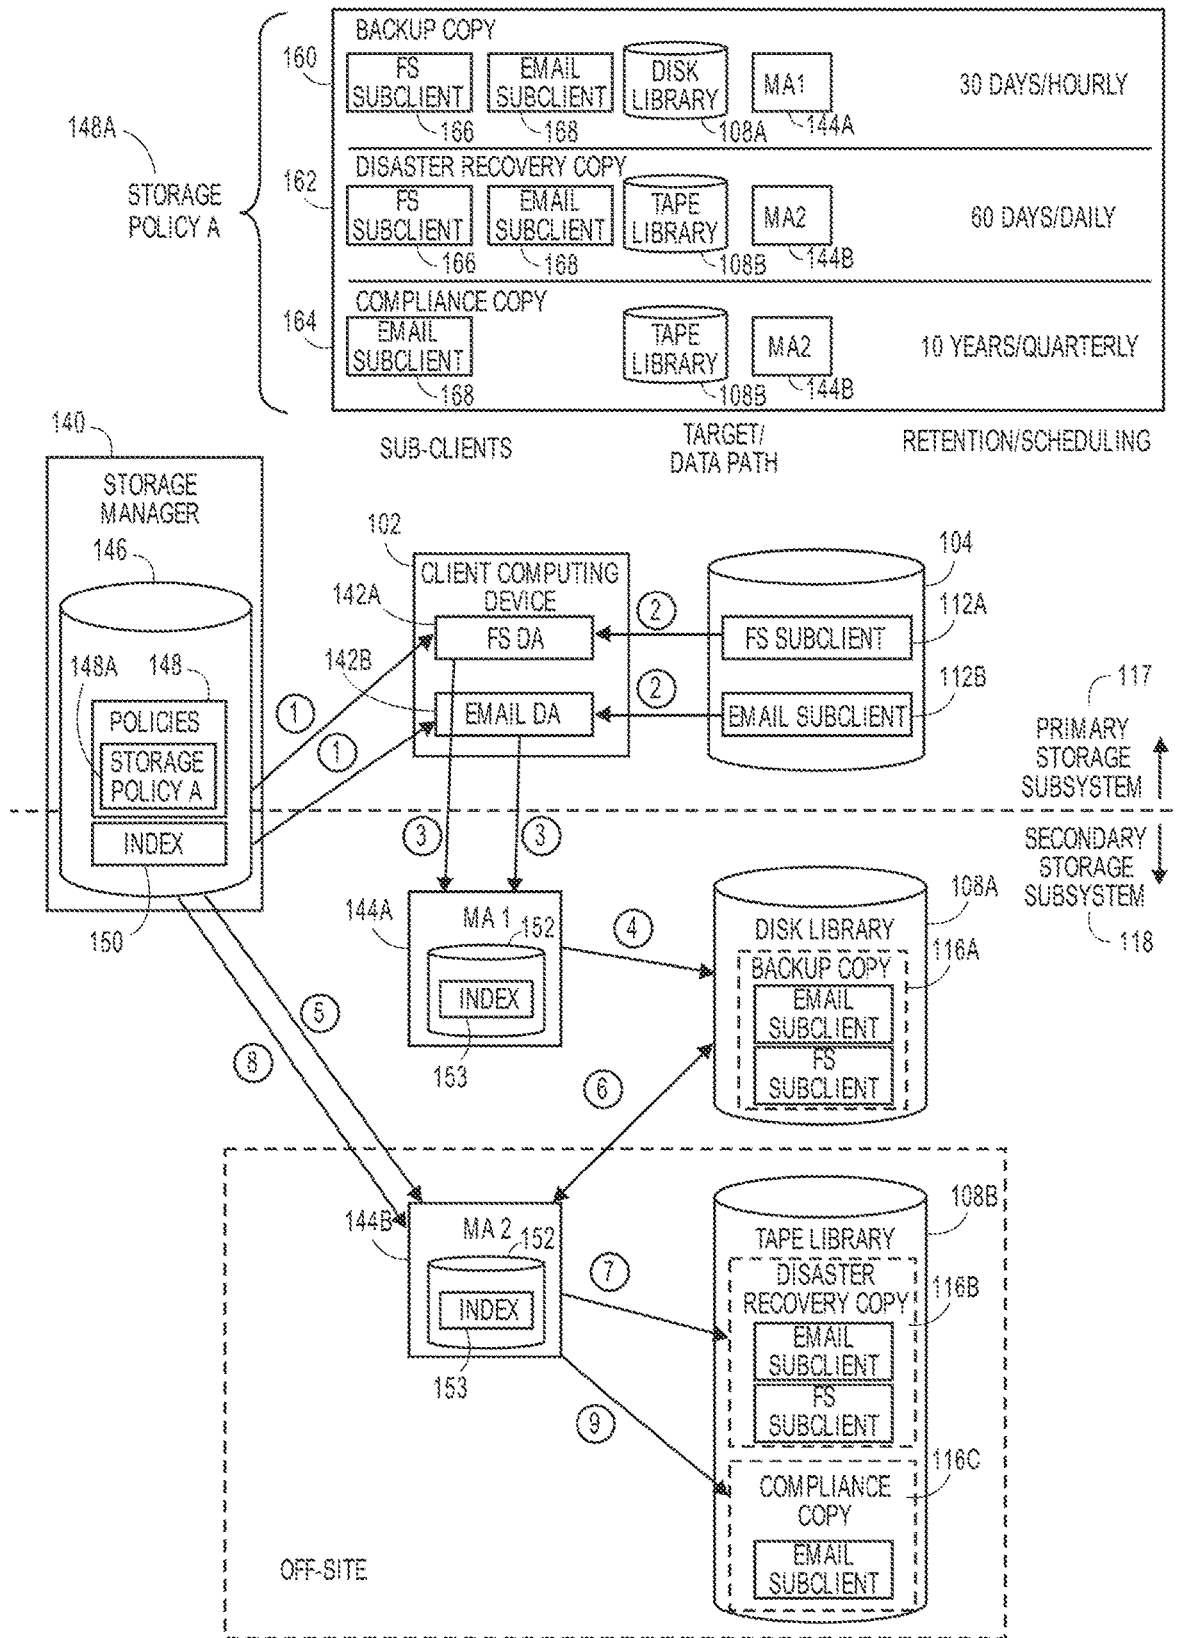 BACKUP COPY
160
FS
SUBCLIENT
166
EMAIL
SUBCLIENT
168
DISK
LIBRARY
108A
MA1
144A
30 DAYS/HOURLY
148A
STORAGE
POLICY A
DISASTER RECOVERY COPY
162
FS
SUBCLIENT
166
EMAIL
SUBCLIENT
168
TAPE
LIBRARY
108B
MA2
144B
60 DAYS/DAILY
COMPLIANCE COPY
164
EMAIL
SUBCLIENT
168
TAPE
LIBRARY
108B
MA2
144B
10 YEARS/QUARTERLY
SUB-CLIENTS
TARGET/
DATA PATH
RETENTION/SCHEDULING
140
STORAGE
MANAGER
146
148A
148
POLICIES
STORAGE
POLICY A
INDEX
150
1
1
102
CLIENT COMPUTING
DEVICE
142A
FS DA
142B
EMAIL DA
2
2
104
112A
FS SUBCLIENT
112B
EMAIL SUBCLIENT
117
PRIMARY
STORAGE
SUBSYSTEM
SECONDARY
STORAGE
SUBSYSTEM
118
3
3
144A
MA 1
152
INDEX
153
4
108A
DISK LIBRARY
116A
BACKUP COPY
EMAIL
SUBCLIENT
FS
SUBCLIENT
5
8
6
144B
MA 2
152
INDEX
153
7
9
108B
TAPE LIBRARY
DISASTER
RECOVERY COPY
116B
EMAIL
SUBCLIENT
FS
SUBCLIENT
116C
COMPLIANCE
COPY
EMAIL
SUBCLIENT
OFF-SITE